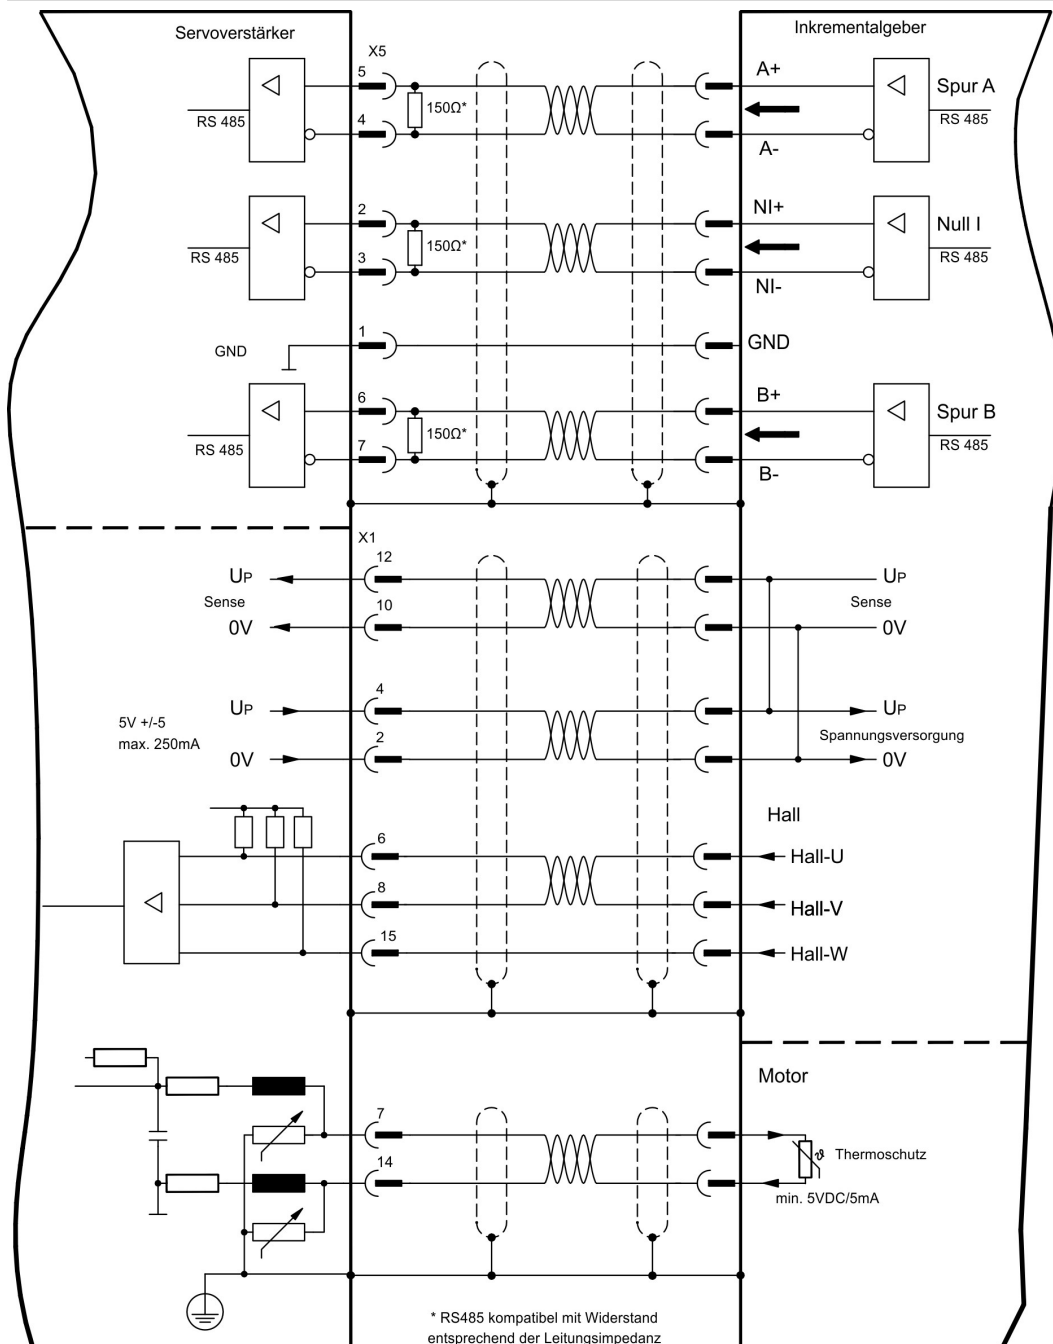 Servoverstärker
Inkrementalgeber
X5
5
A+
Spur A
150Ω*
RS 485
RS 485
4
A-
2
NI+
Null I
150Ω*
RS 485
RS 485
3
NI-
1
GND
GND
6
B+
Spur B
150Ω*
RS 485
RS 485
7
B-
X1
12
UP
UP
Sense
Sense
10
0V
0V
4
UP
UP
5V +/-5
max. 250mA
Spannungsversorgung
2
0V
0V
Hall
6
Hall-U
8
Hall-V
15
Hall-W
Motor
7
ϑ Thermoschutz
14
min. 5VDC/5mA
* RS485 kompatibel mit Widerstand
entsprechend der Leitungsimpedanz